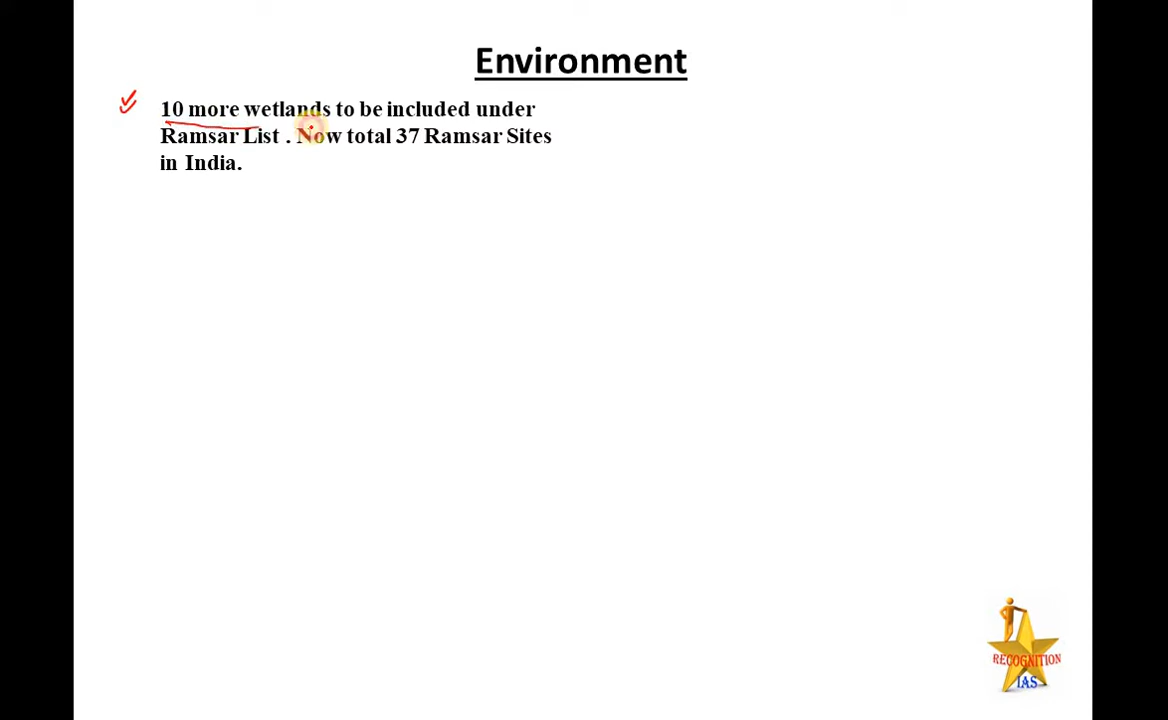 Environment
10 more wetlands to be included under
Ramsar List . Now total 37 Ramsar Sites
in India.
RECOGNITION
IAS